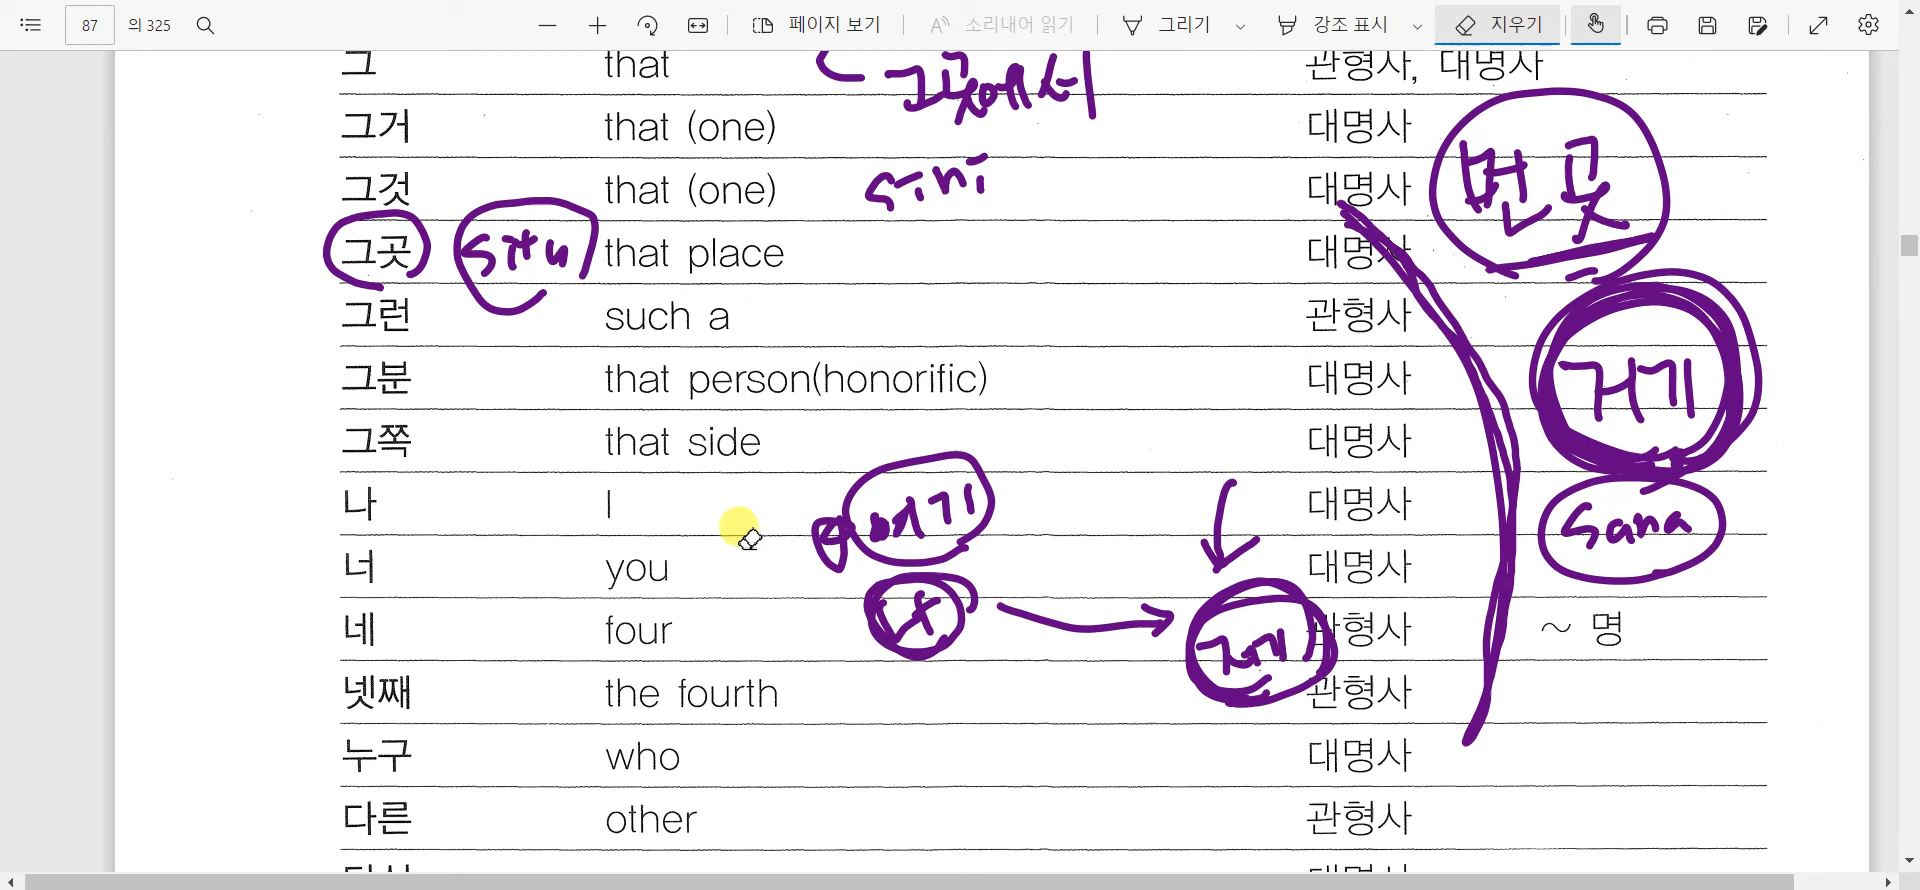 87 의 325 페이지 보기 소리내어 읽기 그리기 강조 표시 지우기
그 that 그곳에서 관형사, 대명사
그거 that (one) 대명사
그것 that (one) sini 대명사
그곳 situ that place 대명사
그런 such a 관형사
거기
그분 that person(honorific) 대명사
그쪽 that side 대명사
나 I 여기 대명사 sana
너 you 대명사
네 four 관형사 ~ 명
넷째 the fourth 관형사
누구 who 대명사
다른 other 관형사